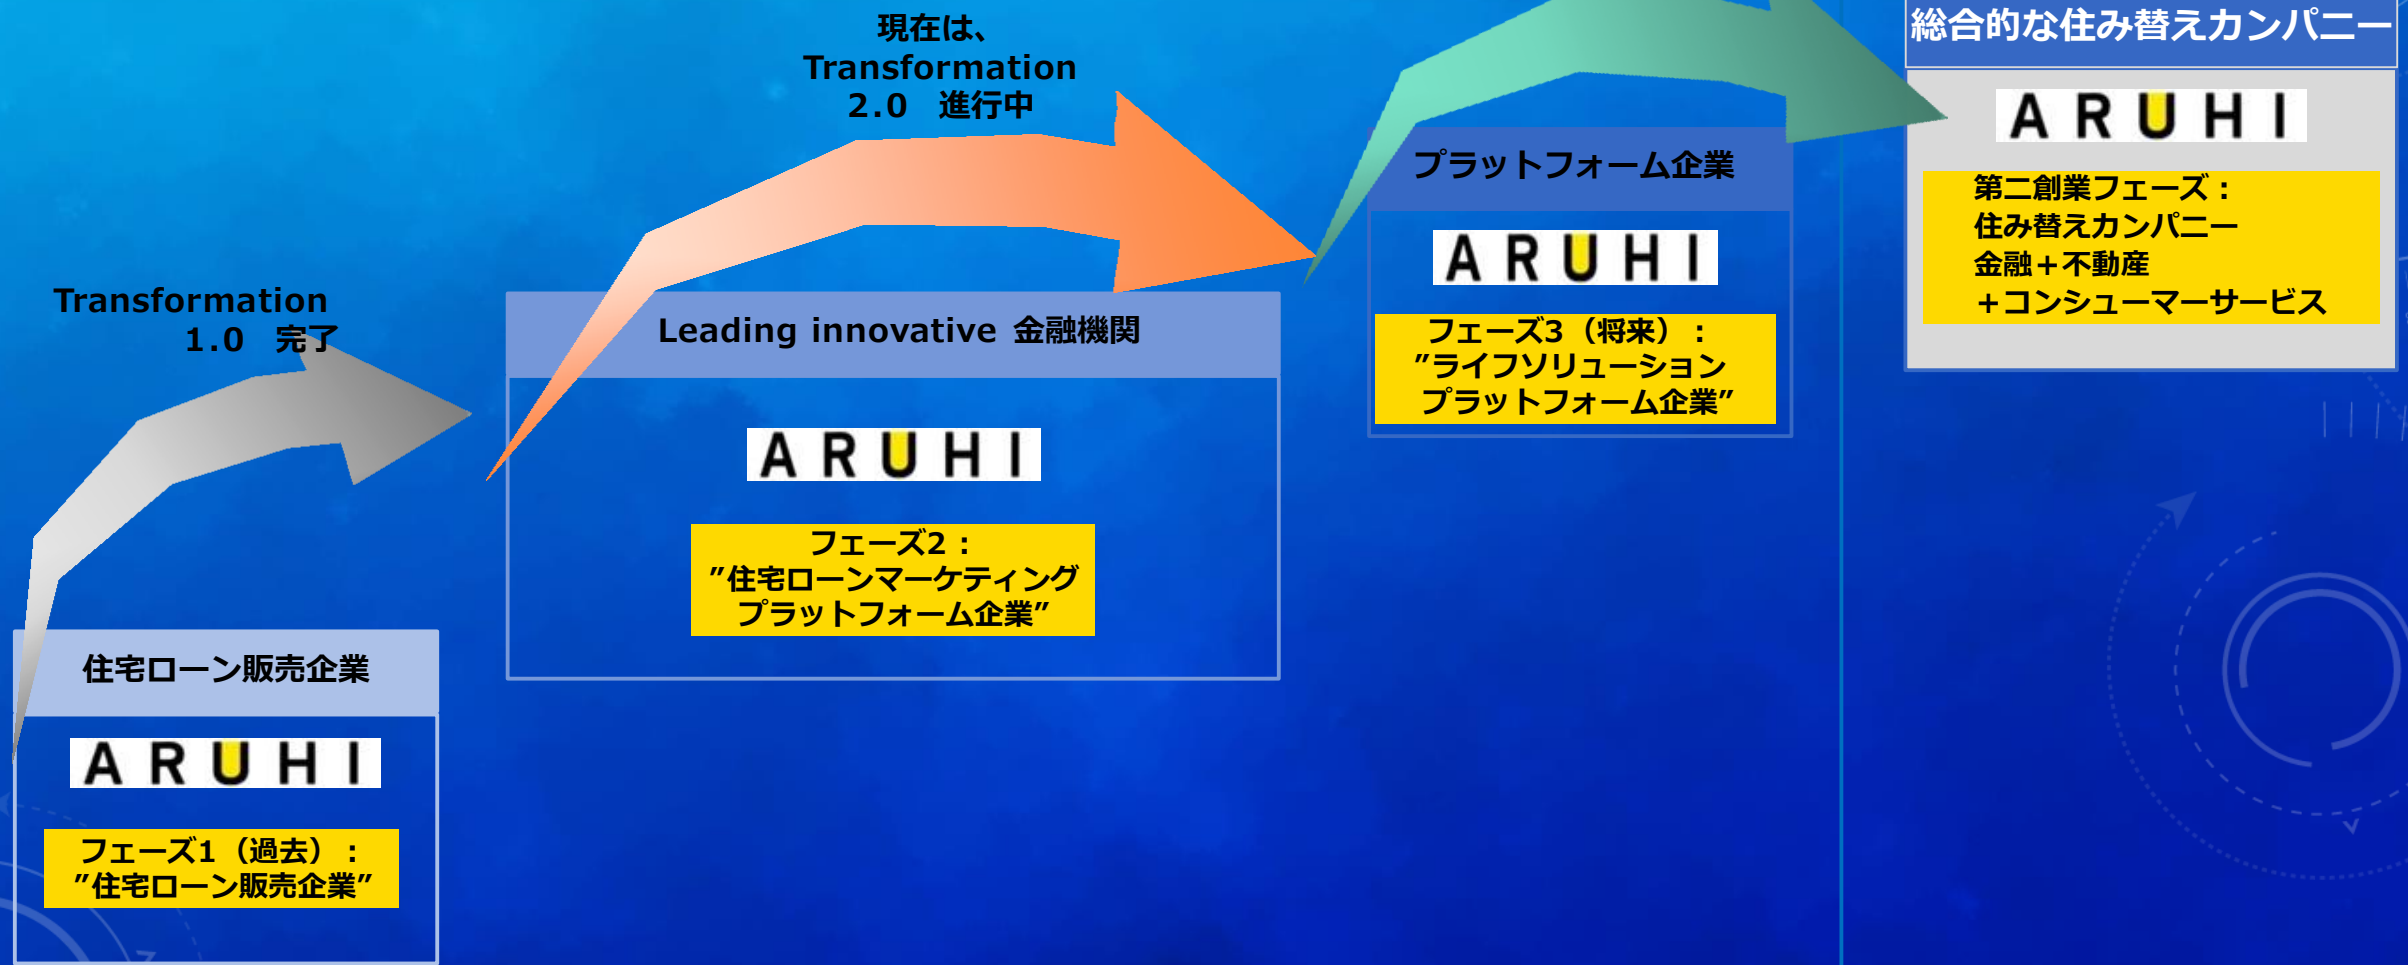 Transformation
1.0 完了
住宅ローン販売企業
ARUHI
フェーズ1（過去）：
”住宅ローン販売企業”
現在は、
Transformation
2.0 進行中
Leading innovative 金融機関
ARUHI
フェーズ2：
”住宅ローンマーケティング
プラットフォーム企業”
プラットフォーム企業
ARUHI
フェーズ3（将来）：
”ライフソリューション
プラットフォーム企業”
総合的な住み替えカンパニー
ARUHI
第二創業フェーズ：
住み替えカンパニー
金融＋不動産
＋コンシューマーサービス